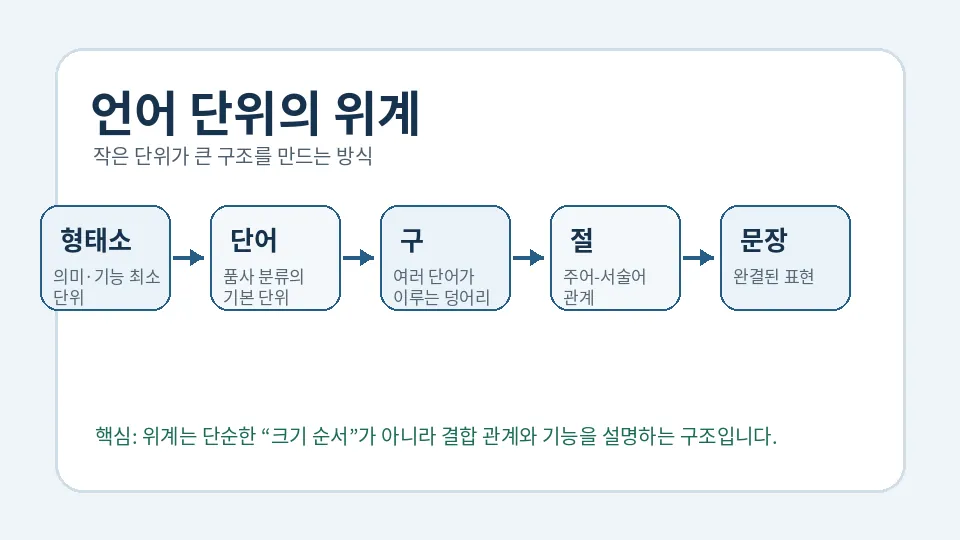 언어 단위의 위계
작은 단위가 큰 구조를 만드는 방식
형태소
의미·기능 최소
단위
단어
품사 분류의
기본 단위
구
여러 단어가
이루는 덩어리
절
주어-서술어
관계
문장
완결된 표현
핵심: 위계는 단순한 “크기 순서”가 아니라 결합 관계와 기능을 설명하는 구조입니다.